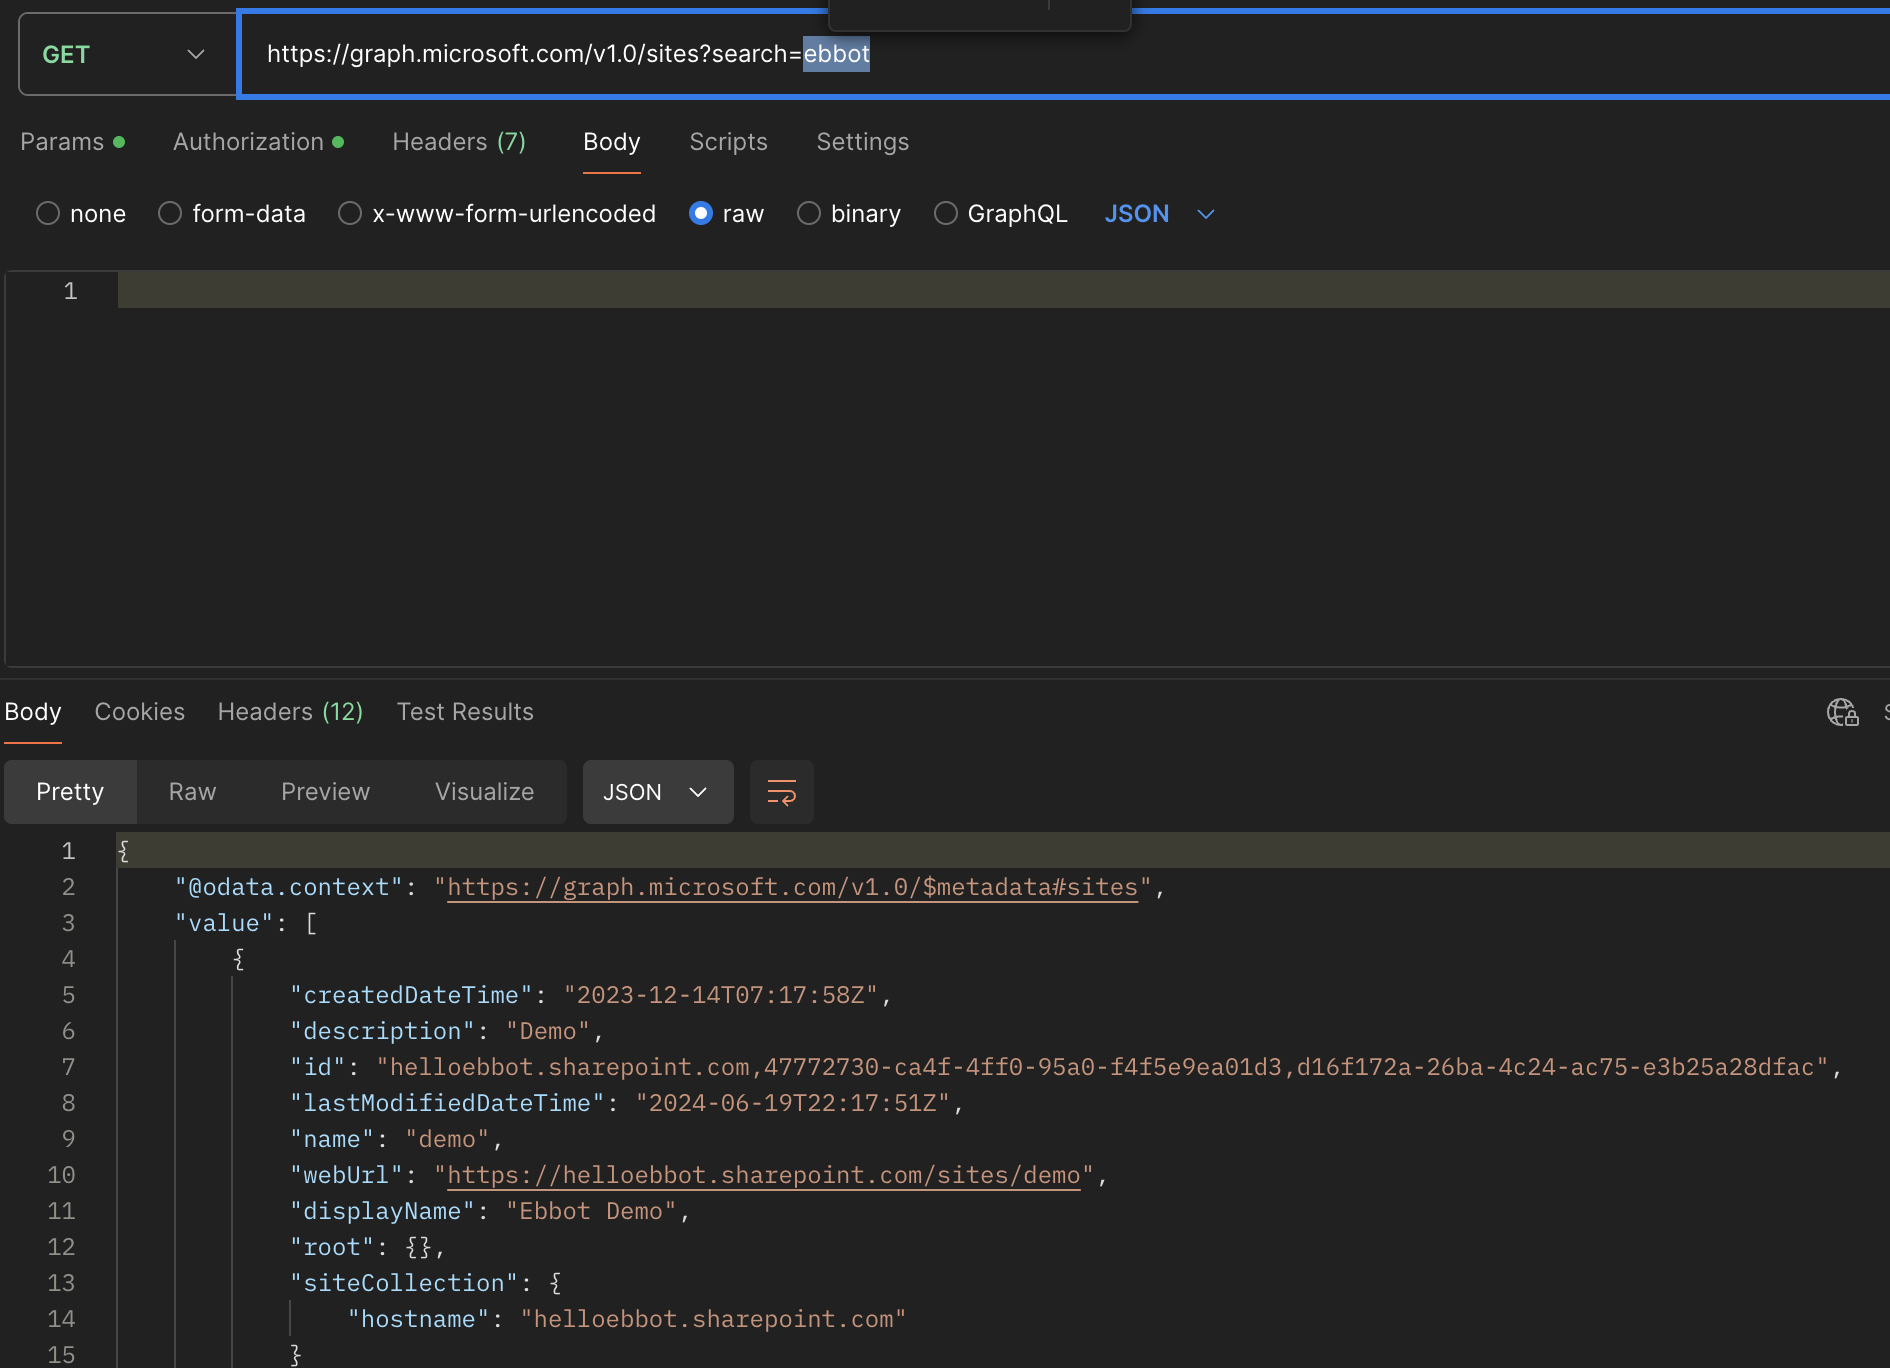 GET https://graph.microsoft.com/v1.0/sites?search=ebbot
Params Authorization Headers (7) Body Scripts Settings
none form-data x-www-form-urlencoded raw binary GraphQL JSON
1
Body Cookies Headers (12) Test Results
Pretty Raw Preview Visualize JSON
1 {
2 "@odata.context": "https://graph.microsoft.com/v1.0/$metadata#sites",
3 "value": [
4 {
5 "createdDateTime": "2023-12-14T07:17:58Z",
6 "description": "Demo",
7 "id": "helloebbot.sharepoint.com,47772730-ca4f-4ff0-95a0-f4f5e9ea01d3,d16f172a-26ba-4c24-ac75-e3b25a28dfac",
8 "lastModifiedDateTime": "2024-06-19T22:17:51Z",
9 "name": "demo",
10 "webUrl": "https://helloebbot.sharepoint.com/sites/demo",
11 "displayName": "Ebbot Demo",
12 "root": {},
13 "siteCollection": {
14 "hostname": "helloebbot.sharepoint.com"
15 }